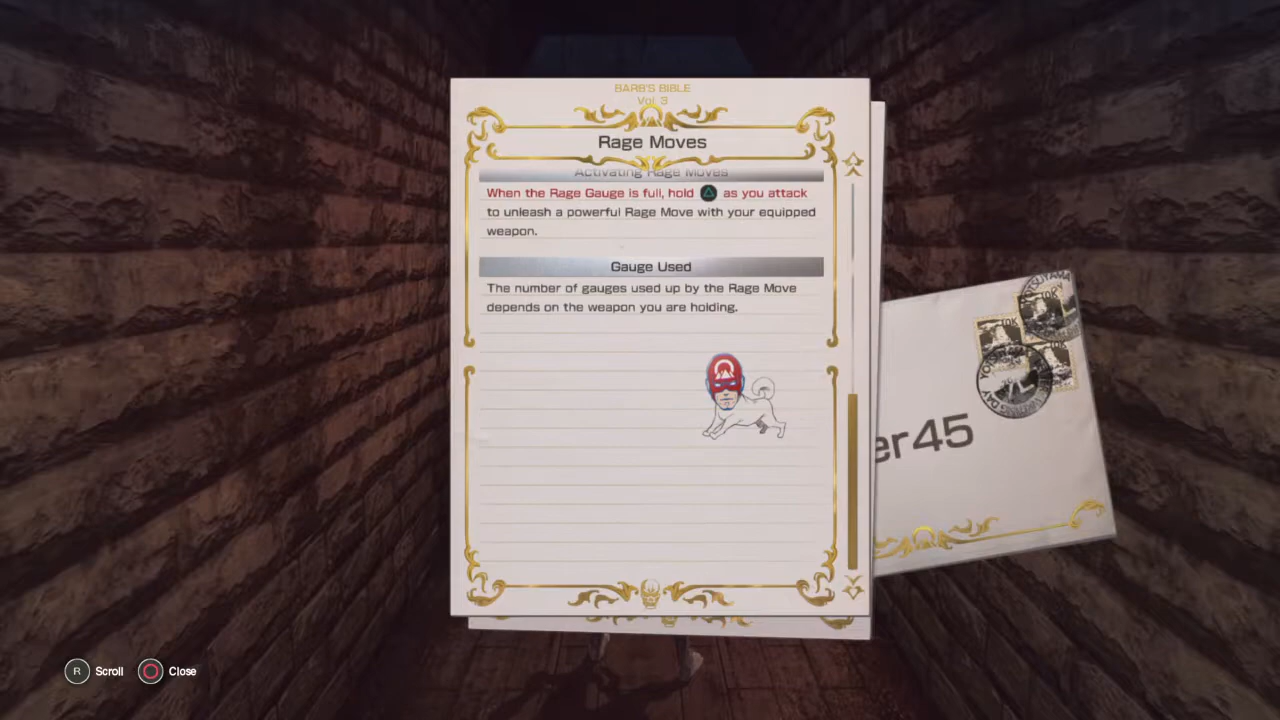 BARB'S BIBLE
Vol. 3
Rage Moves
Activating Rage Moves
When the Rage Gauge is full, hold as you attack
to unleash a powerful Rage Move with your equipped
weapon.
Gauge Used
The number of gauges used up by the Rage Move
depends on the weapon you are holding.
er45
10K
R Scroll
Close